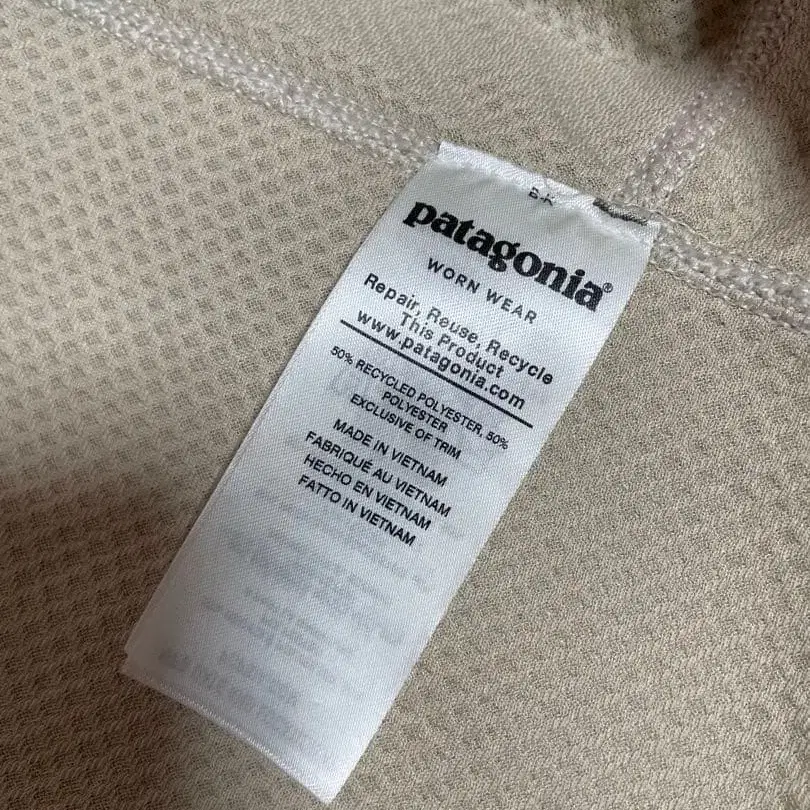 patagonia®
WORN WEAR
Repair, Reuse, Recycle
This Product
www.patagonia.com
50% RECYCLED POLYESTER, 50%
POLYESTER
EXCLUSIVE OF TRIM
MADE IN VIETNAM
FABRIQUÉ AU VIETNAM
HECHO EN VIETNAM
FATTO IN VIETNAM